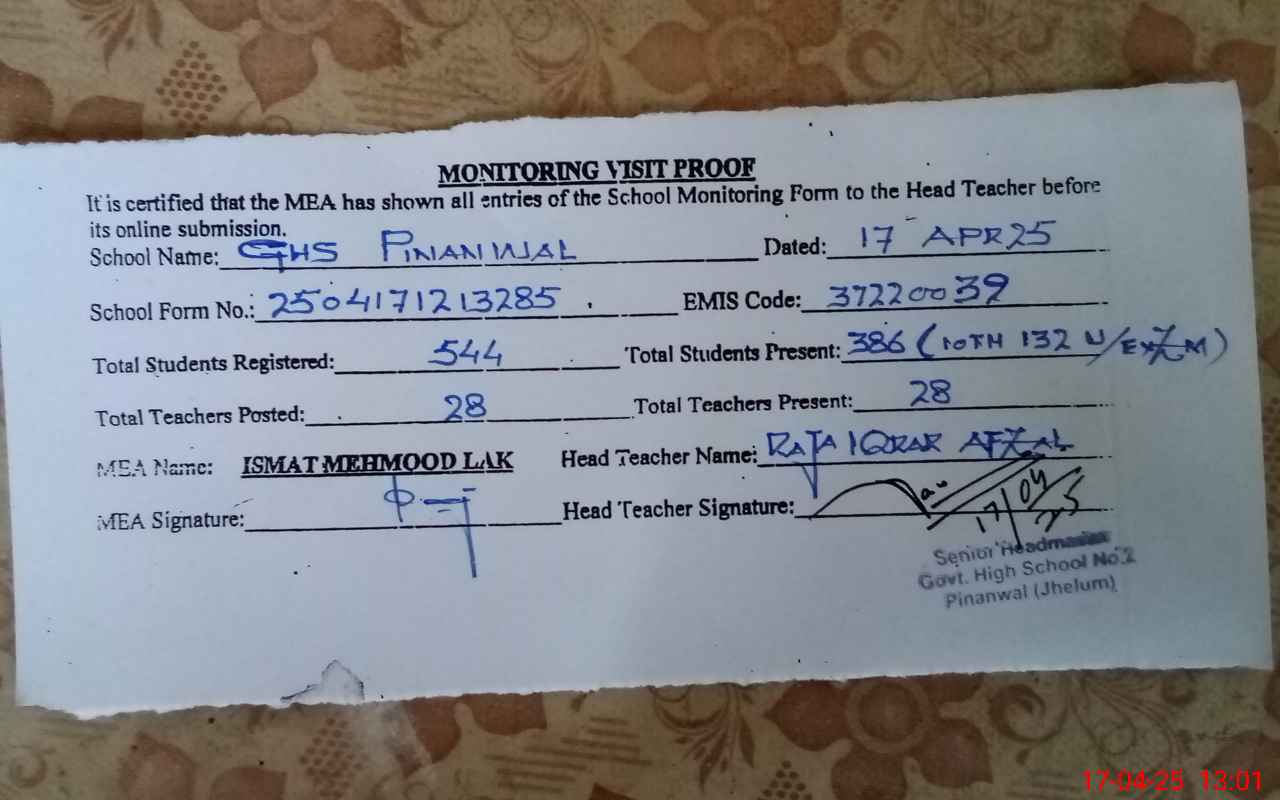 MONITORING VISIT PROOF
It is certified that the MEA has shown all entries of the School Monitoring Form to the Head Teacher before
its online submission.
School Name: GHS PINANWAL Dated: 17 APR 25
School Form No.: 2504171213285 EMIS Code: 37220039
Total Students Registered: 544 Total Students Present: 386 (10TH 132 U/EXAM)
Total Teachers Posted: 28 Total Teachers Present: 28
MEA Name: ISMAT MEHMOOD LAK Head Teacher Name: RAJA IQRAR AFZAL
MEA Signature: Head Teacher Signature:
17/04/25
Senior Headmaster
Govt. High School No.2
Pinanwal (Jhelum)
17-04-25 13:01